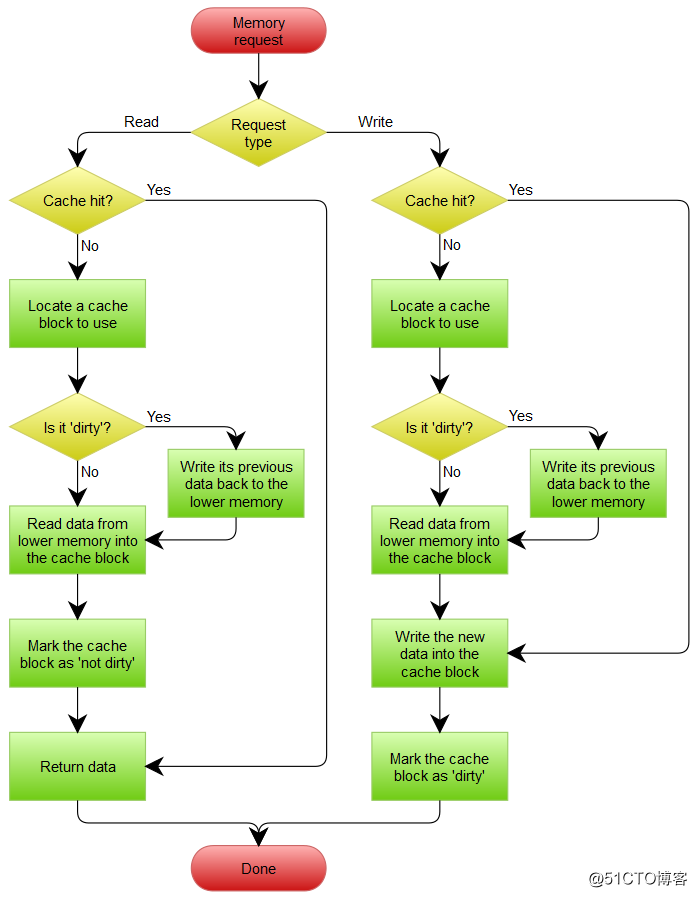 Memory
request
Request
type
Read
Write
Cache hit?
Yes
No
Locate a cache
block to use
Is it 'dirty'?
Yes
No
Write its previous
data back to the
lower memory
Read data from
lower memory into
the cache block
Mark the cache
block as 'not dirty'
Return data
Cache hit?
Yes
No
Locate a cache
block to use
Is it 'dirty'?
Yes
No
Write its previous
data back to the
lower memory
Read data from
lower memory into
the cache block
Write the new
data into the
cache block
Mark the cache
block as 'dirty'
Done
@51CTO博客